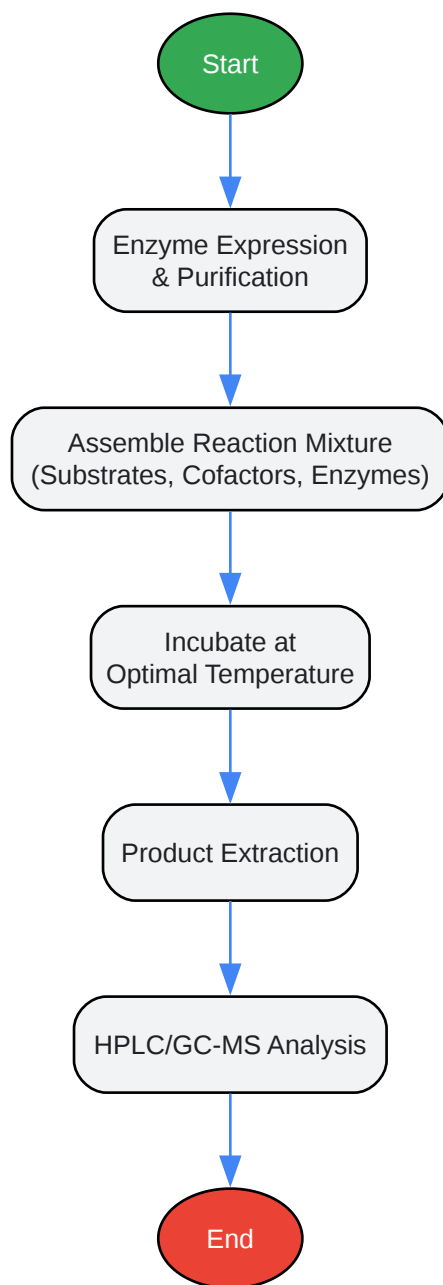 Start
Enzyme Expression
& Purification
Assemble Reaction Mixture
(Substrates, Cofactors, Enzymes)
Incubate at
Optimal Temperature
Product Extraction
HPLC/GC-MS Analysis
End